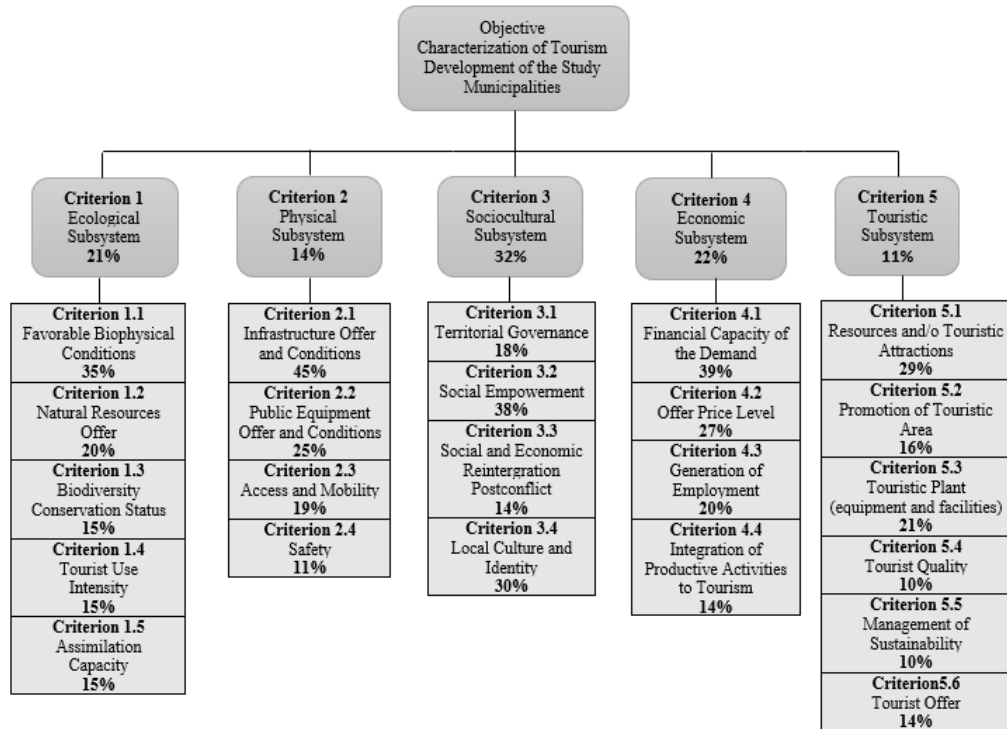 Objective
Characterization of Tourism
Development of the Study
Municipalities
Criterion 1
Ecological
Subsystem
21%
Criterion 2
Physical
Subsystem
14%
Criterion 3
Sociocultural
Subsystem
32%
Criterion 4
Economic
Subsystem
22%
Criterion 5
Touristic
Subsystem
11%
Criterion 1.1
Favorable Biophysical
Conditions
35%
Criterion 1.2
Natural Resources
Offer
20%
Criterion 1.3
Biodiversity
Conservation Status
15%
Criterion 1.4
Tourist Use
Intensity
15%
Criterion 1.5
Assimilation
Capacity
15%
Criterion 2.1
Infrastructure Offer
and Conditions
45%
Criterion 2.2
Public Equipment
Offer and Conditions
25%
Criterion 2.3
Access and Mobility
19%
Criterion 2.4
Safety
11%
Criterion 3.1
Territorial Governance
18%
Criterion 3.2
Social Empowerment
38%
Criterion 3.3
Social and Economic
Reintergration
Postconflict
14%
Criterion 3.4
Local Culture and
Identity
30%
Criterion 4.1
Financial Capacity of
the Demand
39%
Criterion 4.2
Offer Price Level
27%
Criterion 4.3
Generation of
Employment
20%
Criterion 4.4
Integration of
Productive Activities
to Tourism
14%
Criterion 5.1
Resources and/o Touristic
Attractions
29%
Criterion 5.2
Promotion of Touristic
Area
16%
Criterion 5.3
Touristic Plant
(equipment and facilities)
21%
Criterion 5.4
Tourist Quality
10%
Criterion 5.5
Management of
Sustainability
10%
Criterion5.6
Tourist Offer
14%